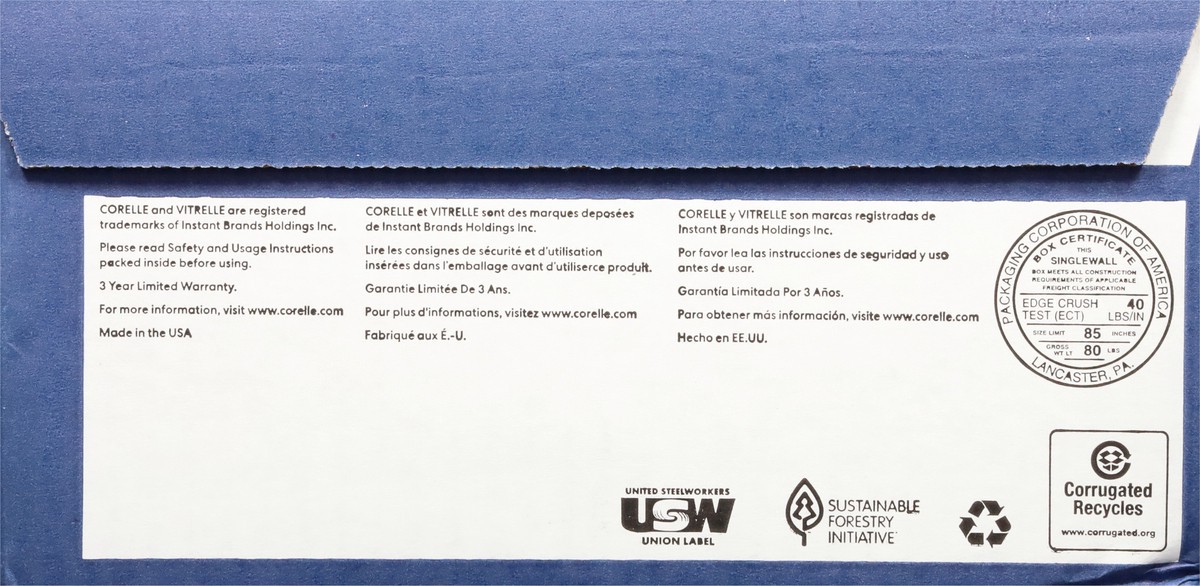 CORELLE and VITRELLE are registered
trademarks of Instant Brands Holdings Inc.
Please read Safety and Usage Instructions
packed inside before using.
3 Year Limited Warranty.
For more information, visit www.corelle.com
Made in the USA
CORELLE et VITRELLE sont des marques deposées
de Instant Brands Holdings Inc.
Lire les consignes de sécurité et d'utilisation
insérées dans l'emballage avant d'utiliserce produit.
Garantie Limitée De 3 Ans.
Pour plus d'informations, visitez www.corelle.com
Fabriqué aux É.-U.
CORELLE y VITRELLE son marcas registradas de
Instant Brands Holdings Inc.
Por favor lea las instrucciones de seguridad y uso
antes de usar.
Garantía Limitada Por 3 Años.
Para obtener más información, visite www.corelle.com
Hecho en EE.UU.
PACKAGING CORPORATION OF AMERICA
BOX CERTIFICATE
THIS
SINGLEWALL
BOX MEETS ALL CONSTRUCTION
REQUIREMENTS OF APPLICABLE
FREIGHT CLASSIFICATION
EDGE CRUSH 40
TEST (ECT) LBS/IN
SIZE LIMIT 85 INCHES
GROSS
WT LT 80 LBS
LANCASTER, PA.
UNITED STEELWORKERS
USW
UNION LABEL
SUSTAINABLE
FORESTRY
INITIATIVE
Corrugated
Recycles
www.corrugated.org